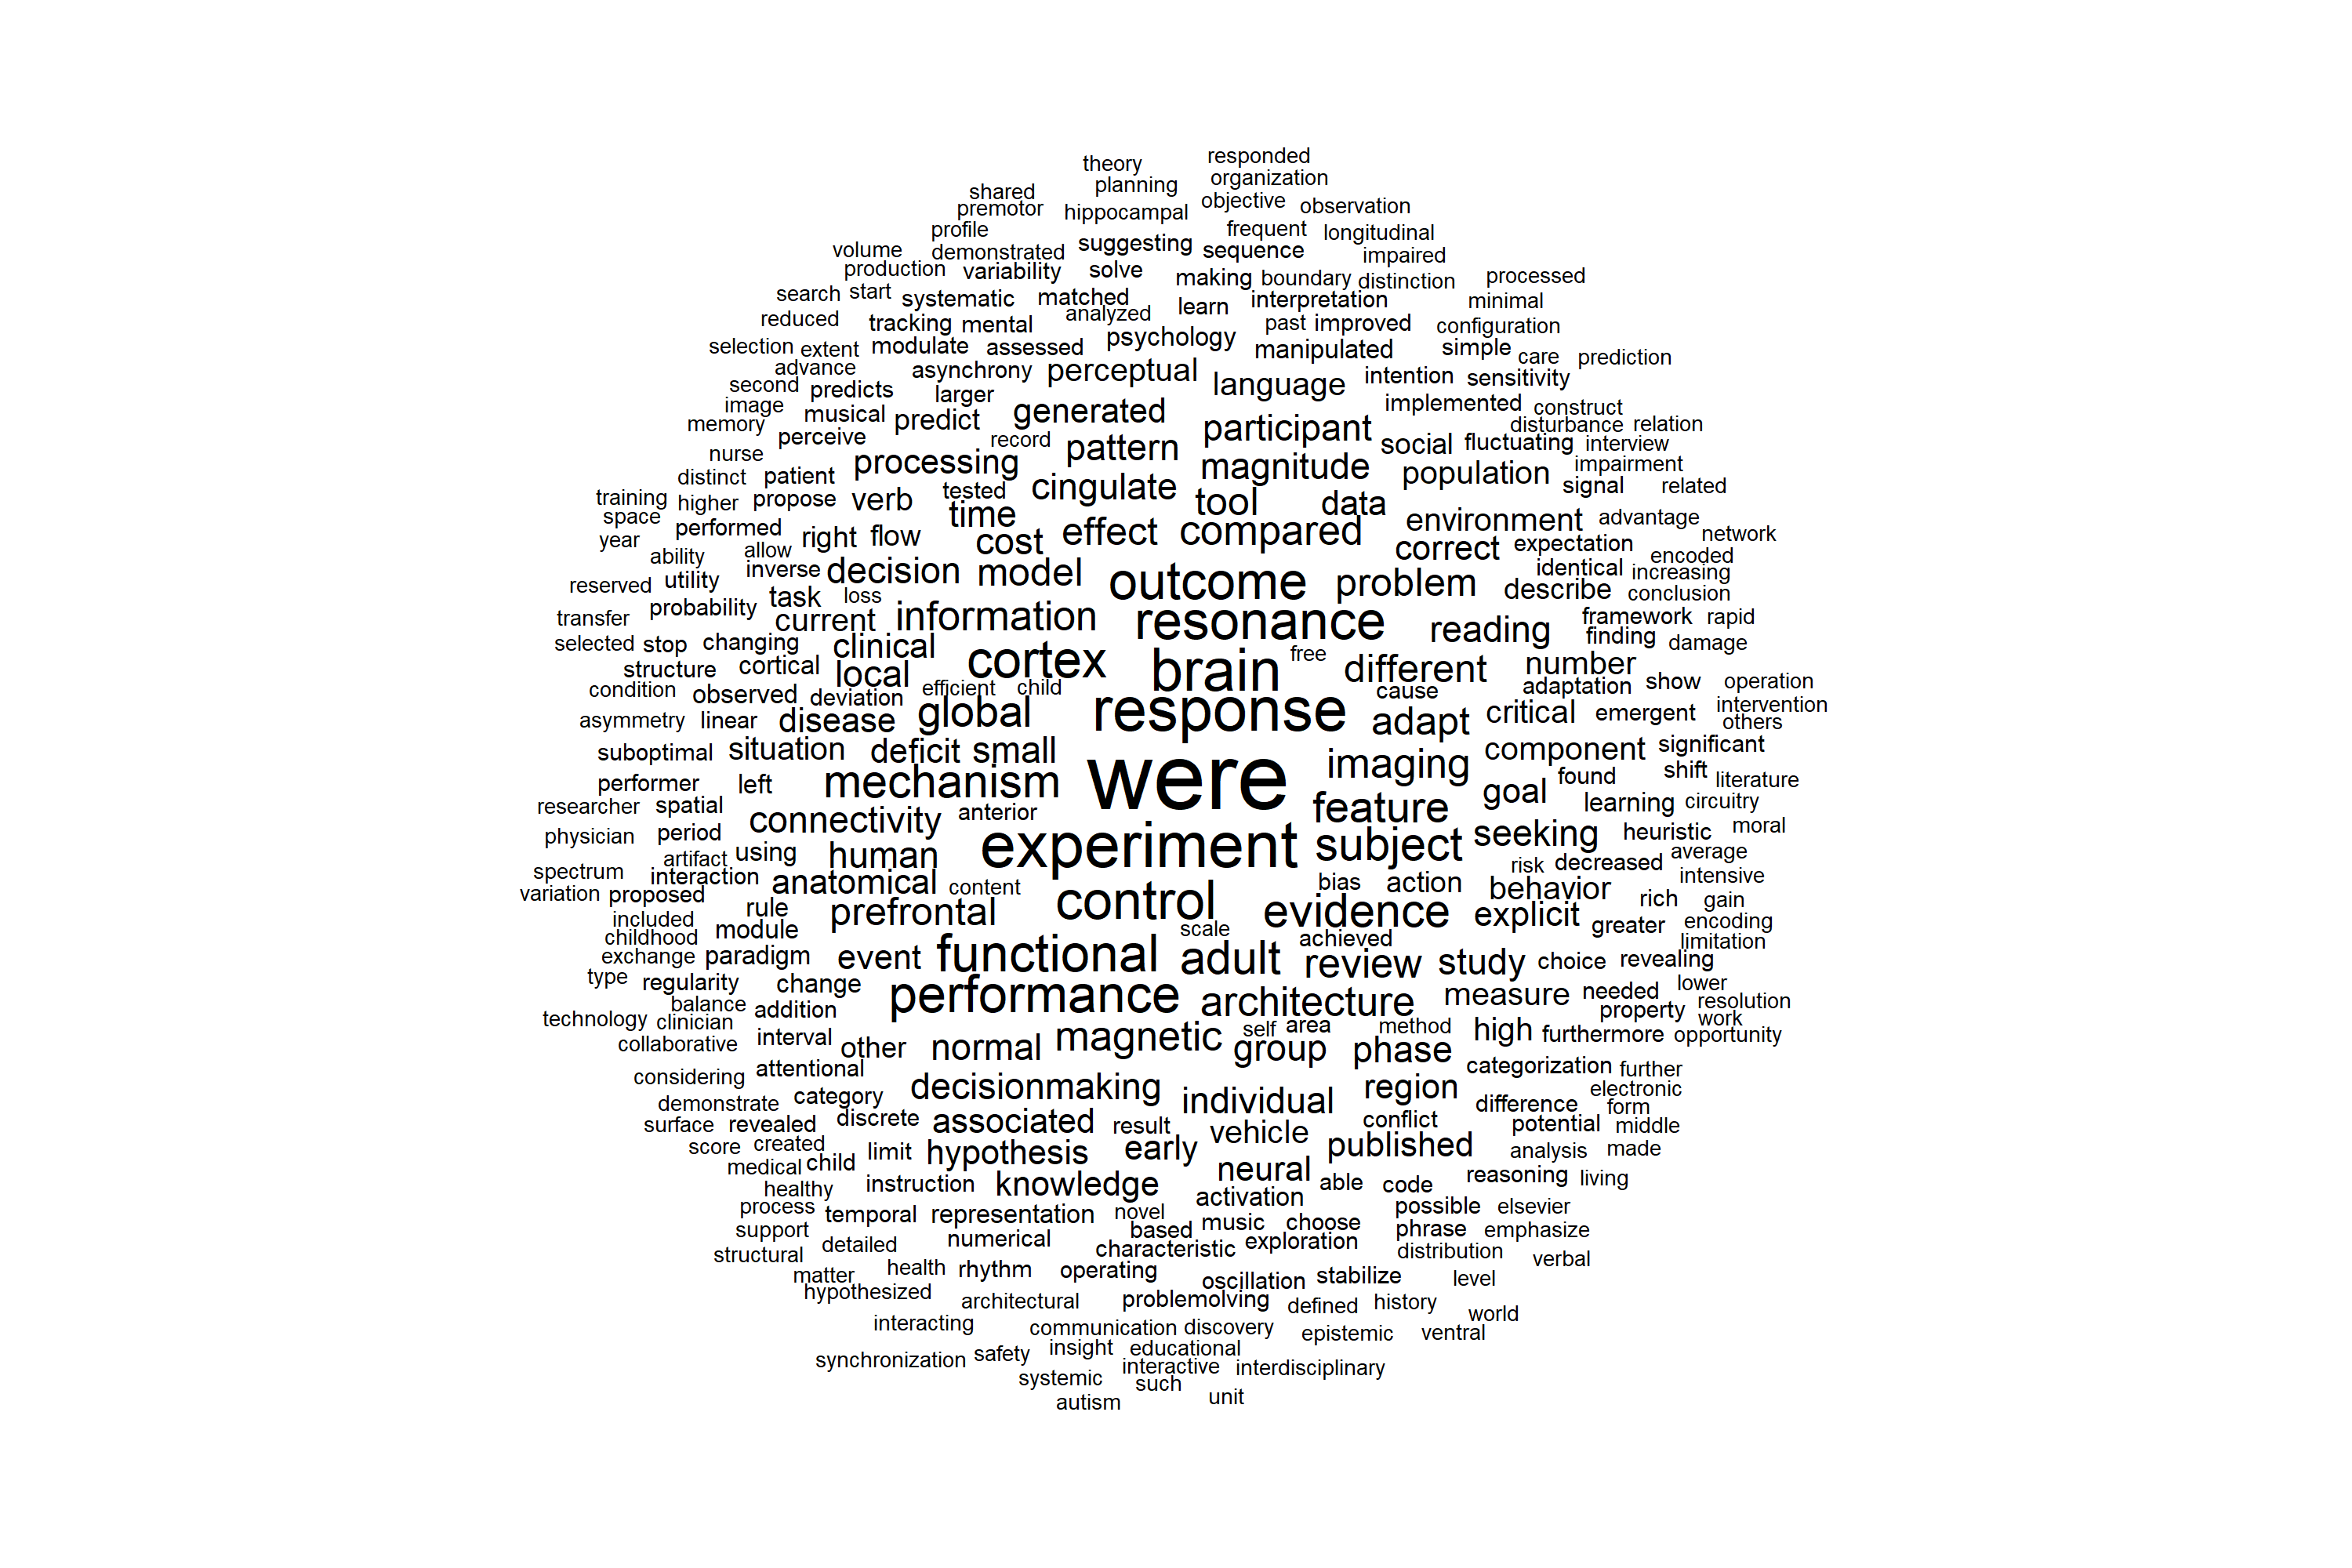 theory responded
shared planning organization
premotor hippocampal objective observation
profile frequent longitudinal
volume demonstrated suggesting sequence impaired
production variability solve making boundary distinction processed
search start systematic matched learn interpretation minimal
reduced tracking mental analyzed past improved configuration
selection extent modulate assessed psychology manipulated simple care prediction
advance asynchrony perceptual language intention sensitivity
second predicts larger
image musical predict generated implemented construct
memory perceive record pattern participant social fluctuating disturbance relation interview
nurse processing magnitude population impairment
distinct patient cingulate signal related
training higher propose verb tested tool data
space performed right flow time effect compared environment advantage
year cost correct expectation network
ability allow encoded
reserved utility inverse decision model outcome problem identical increasing describe conclusion
transfer probability task loss current information resonance reading framework rapid
selected stop changing clinical finding damage
structure cortical local cortex brain free different number
condition observed deviation efficient child cause adaptation show operation
asymmetry linear disease global response adapt critical emergent intervention others
suboptimal situation deficit small component significant
performer left mechanism were imaging goal found shift literature
researcher spatial feature learning circuitry
physician period connectivity anterior experiment subject seeking heuristic moral
artifact using human average
spectrum interaction anatomical content bias action risk decreased intensive
variation proposed rule prefrontal control evidence behavior rich gain
included module explicit greater encoding
childhood scale achieved limitation
exchange paradigm event functional adult review study choice revealing
type regularity change performance architecture measure needed lower
balance addition property resolution
technology clinician work
collaborative interval other normal magnetic self area method high furthermore opportunity
considering attentional group phase categorization further
demonstrate category decisionmaking individual region difference electronic form
surface revealed discrete associated result vehicle conflict potential middle
score created limit hypothesis early published analysis made
medical child neural reasoning living
healthy instruction knowledge activation able code
process temporal representation novel possible elsevier
support numerical based music choose phrase emphasize
structural detailed characteristic exploration distribution verbal
matter health rhythm operating oscillation stabilize level
hypothesized architectural problemolving defined history world
interacting communication discovery epistemic ventral
synchronization safety insight educational
systemic interactive interdisciplinary
such
autism unit